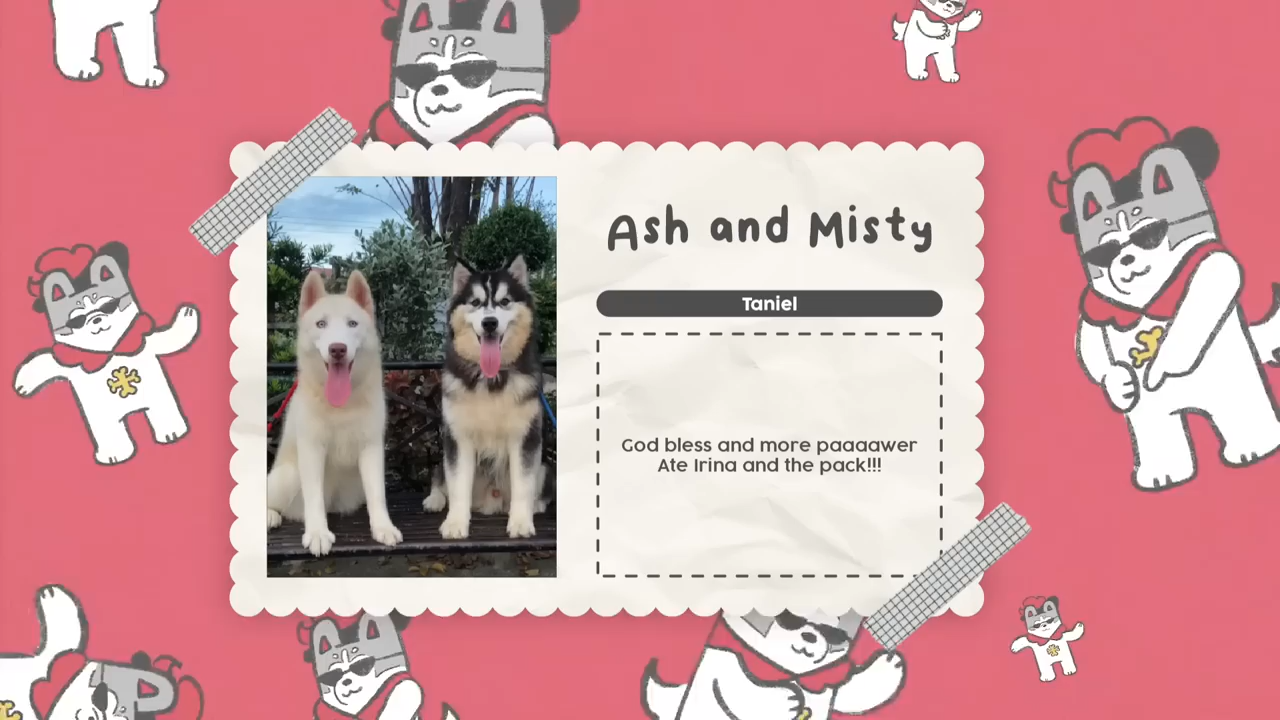 Ash and Misty
Taniel
God bless and more paaaawer
Ate Irina and the pack!!!